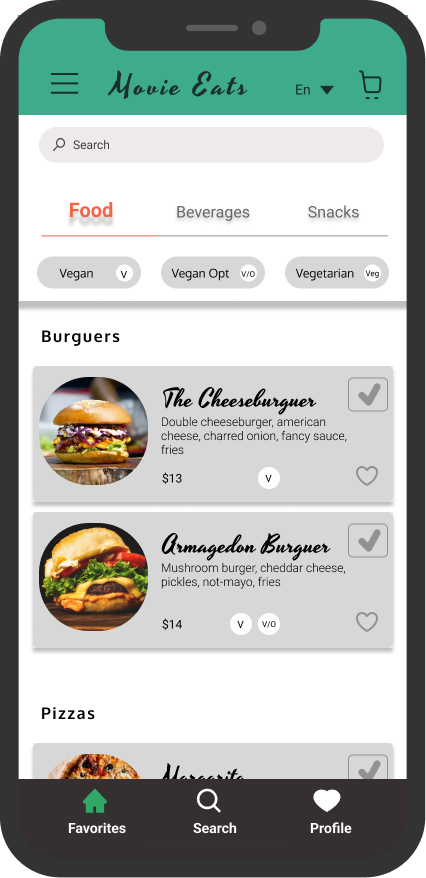 Movie Eats
En
Search
Food Beverages Snacks
Vegan V Vegan Opt V/O Vegetarian Veg
Burguers
The Cheeseburguer
Double cheeseburger, american
cheese, charred onion, fancy sauce,
fries
$13 V
Armagedon Burguer
Mushroom burger, cheddar cheese,
pickles, not-mayo, fries
$14 V V/O
Pizzas
Margarita
Favorites Search Profile